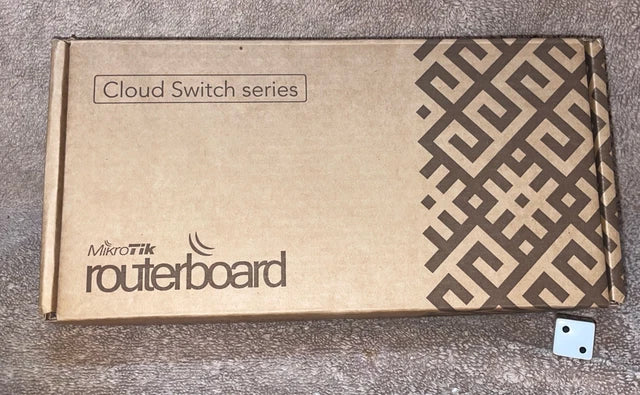 Cloud Switch series
MikroTik
routerboard